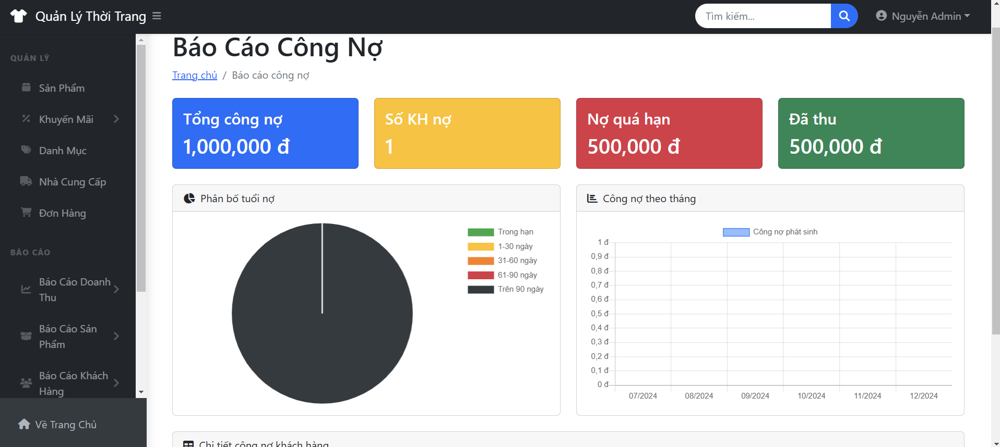 Quản Lý Thời Trang
Tìm kiếm...
Nguyễn Admin
QUẢN LÝ
Sản Phẩm
Khuyến Mãi
Danh Mục
Nhà Cung Cấp
Đơn Hàng
BÁO CÁO
Báo Cáo Doanh
Thu
Báo Cáo Sản
Phẩm
Báo Cáo Khách
Hàng
Về Trang Chủ
Báo Cáo Công Nợ
Trang chủ / Báo cáo công nợ
Tổng công nợ
1,000,000 đ
Số KH nợ
1
Nợ quá hạn
500,000 đ
Đã thu
500,000 đ
Phân bố tuổi nợ
Trong hạn
1-30 ngày
31-60 ngày
61-90 ngày
Trên 90 ngày
Công nợ theo tháng
Công nợ phát sinh
1 đ
0,9 đ
0,8 đ
0,7 đ
0,6 đ
0,5 đ
0,4 đ
0,3 đ
0,2 đ
0,1 đ
0 đ
07/2024 08/2024 09/2024 10/2024 11/2024 12/2024
Chi tiết công nợ khách hàng